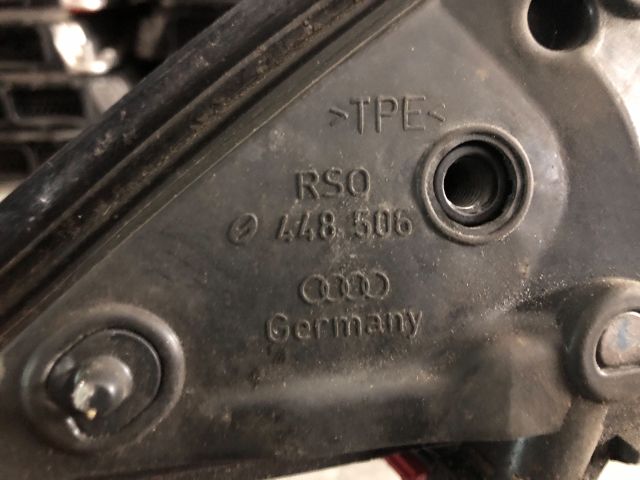 >TPE<
RSO
448 506
Germany